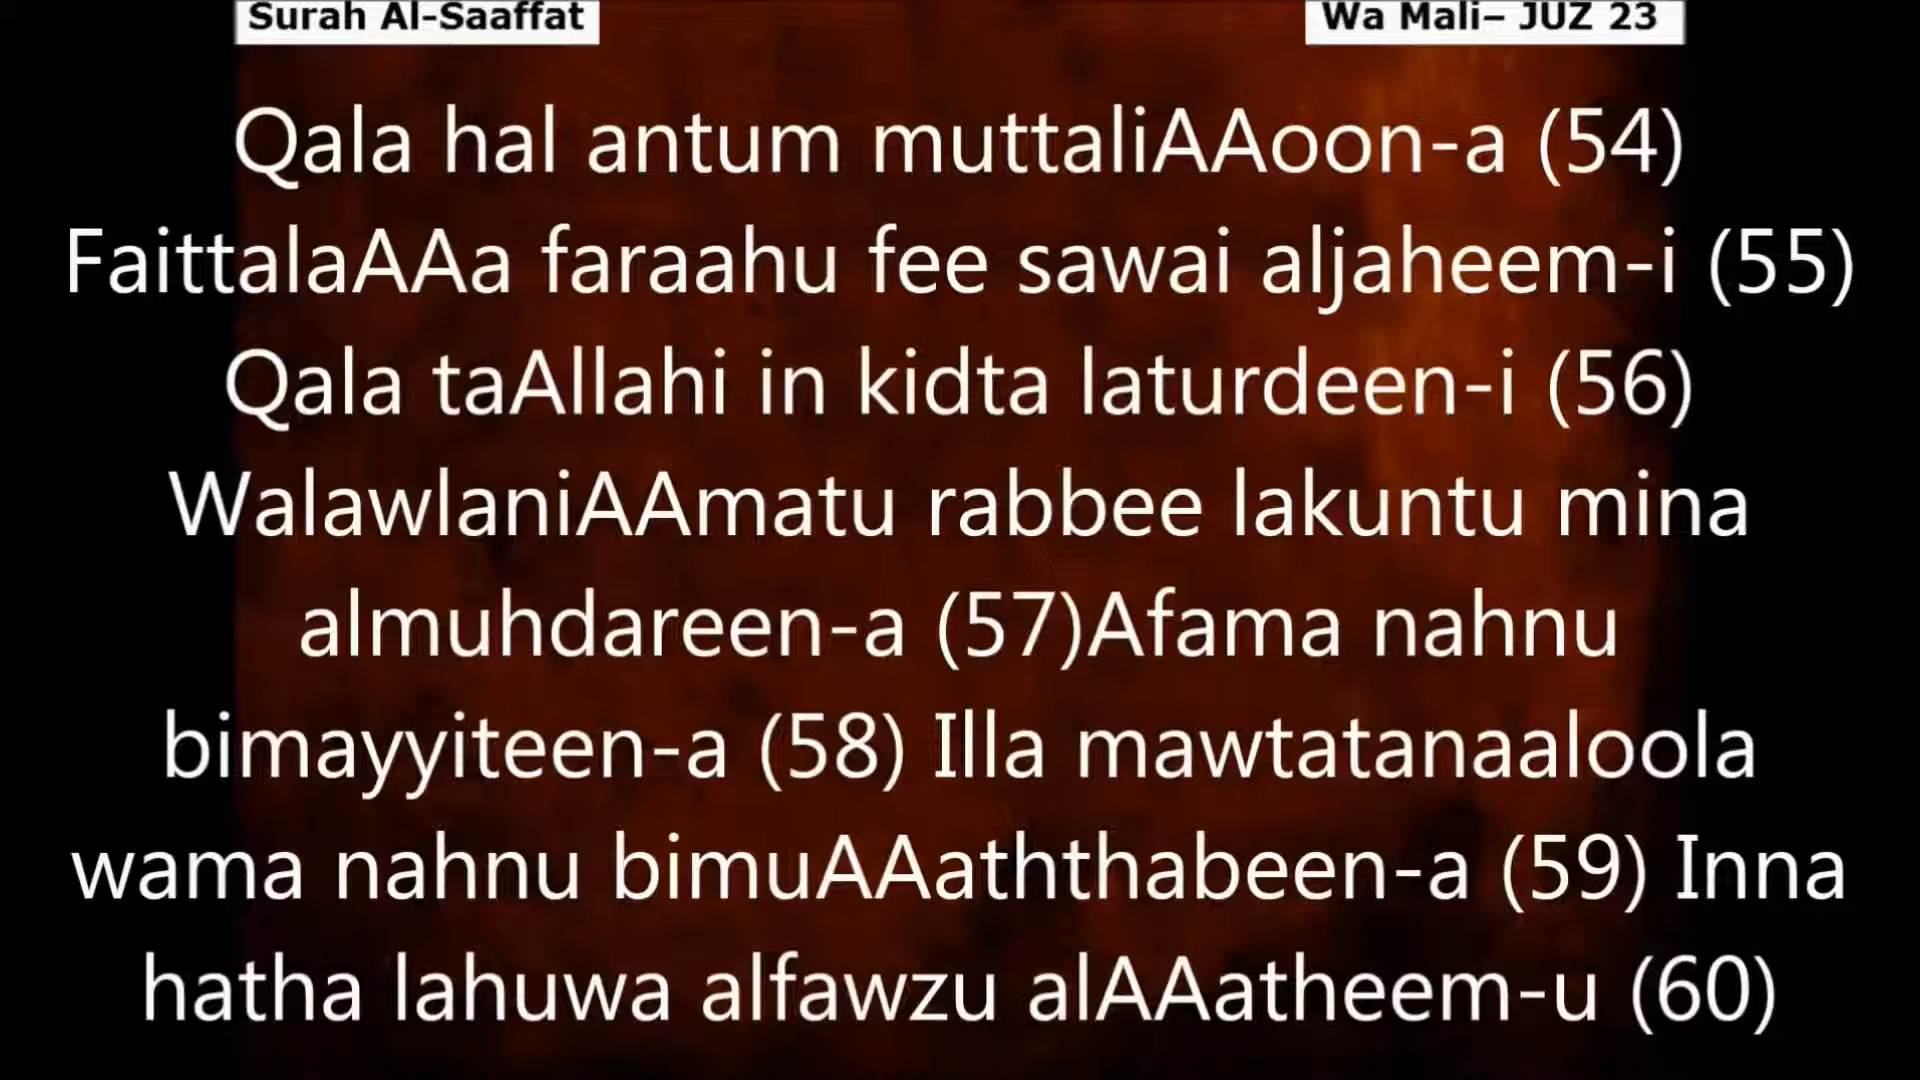 Surah Al-Saaffat
Wa Mali– JUZ 23
Qala hal antum muttaliAAoon-a (54)
FaittalaAAa faraahu fee sawai aljaheem-i (55)
Qala taAllahi in kidta laturdeen-i (56)
WalawlaniAAmatu rabbee lakuntu mina
almuhdareen-a (57)Afama nahnu
bimayyiteen-a (58) Illa mawtatanaaloola
wama nahnu bimuAAaththabeen-a (59) Inna
hatha lahuwa alfawzu alAAatheem-u (60)